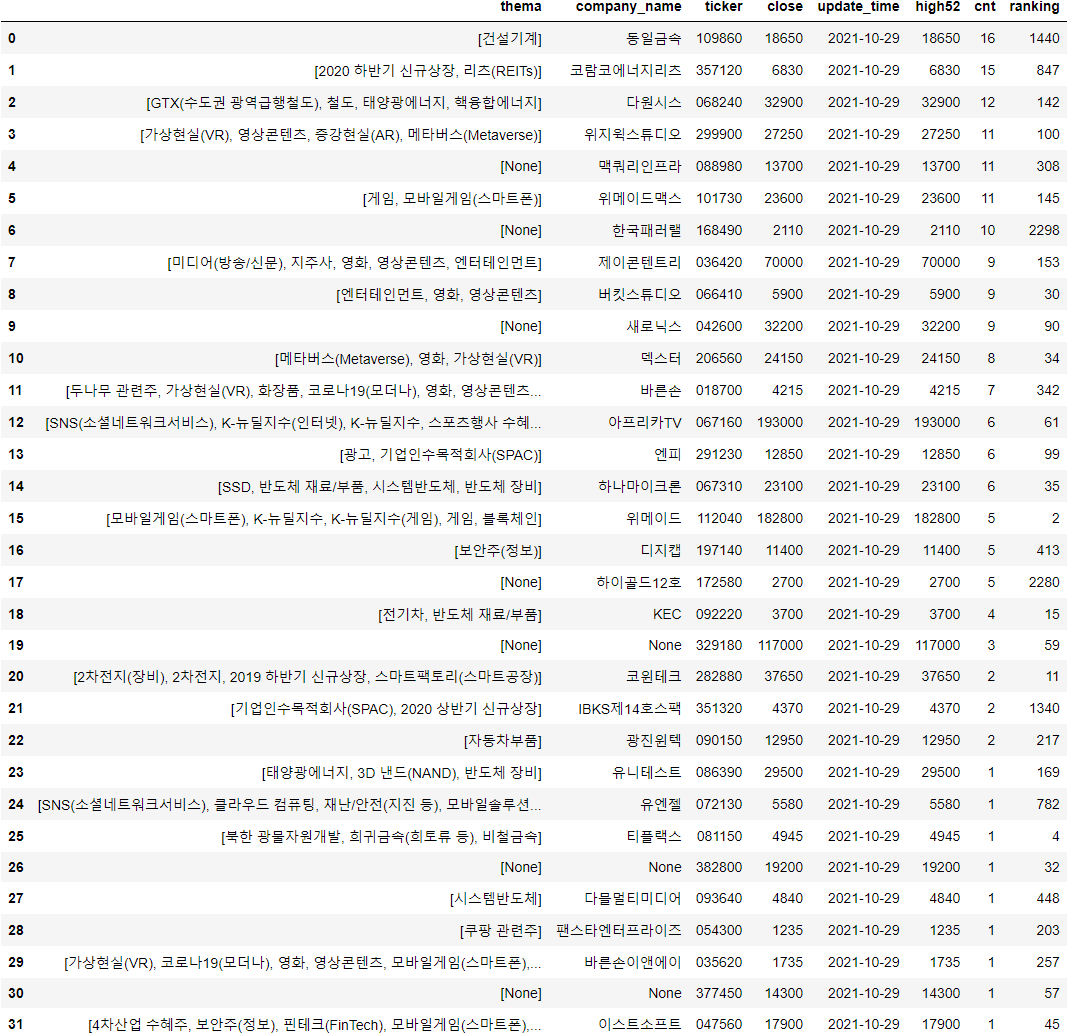 thema company_name ticker close update_time high52 cnt ranking
0 [건설기계]동일금속 109860 18650 2021-10-29 18650 16 1440
1 [2020 하반기 신규상장, 리츠(REITs)] 코람코에너지리츠 357120 6830 2021-10-29 6830 15 847
2 [GTX(수도권 광역급행철도), 철도, 태양광에너지, 핵융합에너지] 다원시스 068240 32900 2021-10-29 32900 12 142
3 [가상현실(VR), 영상콘텐츠, 증강현실(AR), 메타버스(Metaverse)] 위지윅스튜디오 299900 27250 2021-10-29 27250 11 100
4 [None] 맥쿼리인프라 088980 13700 2021-10-29 13700 11 308
5 [게임, 모바일게임(스마트폰)] 위메이드맥스 101730 23600 2021-10-29 23600 11 145
6 [None] 한국패러랠 168490 2110 2021-10-29 2110 10 2298
7 [미디어(방송/신문), 지주사, 영화, 영상콘텐츠, 엔터테인먼트] 제이콘텐트리 036420 70000 2021-10-29 70000 9 153
8 [엔터테인먼트, 영화, 영상콘텐츠] 버킷스튜디오 066410 5900 2021-10-29 5900 9 30
9 [None] 새로닉스 042600 32200 2021-10-29 32200 9 90
10 [메타버스(Metaverse), 영화, 가상현실(VR)] 덱스터 206560 24150 2021-10-29 24150 8 34
11 [두나무 관련주, 가상현실(VR), 화장품, 코로나19(모더나), 영화, 영상콘텐츠... 바른손 018700 4215 2021-10-29 4215 7 342
12 [SNS(소셜네트워크서비스), K-뉴딜지수(인터넷), K-뉴딜지수, 스포츠행사 수혜... 아프리카TV 067160 193000 2021-10-29 193000 6 61
13 [광고, 기업인수목적회사(SPAC)] 엔피 291230 12850 2021-10-29 12850 6 99
14 [SSD, 반도체 재료/부품, 시스템반도체, 반도체 장비] 하나마이크론 067310 23100 2021-10-29 23100 6 35
15 [모바일게임(스마트폰), K-뉴딜지수, K-뉴딜지수(게임), 게임, 블록체인] 위메이드 112040 182800 2021-10-29 182800 5 2
16 [보안주(정보)] 디지캡 197140 11400 2021-10-29 11400 5 413
17 [None] 하이골드12호 172580 2700 2021-10-29 2700 5 2280
18 [전기차, 반도체 재료/부품] KEC 092220 3700 2021-10-29 3700 4 15
19 [None] None 329180 117000 2021-10-29 117000 3 59
20 [2차전지(장비), 2차전지, 2019 하반기 신규상장, 스마트팩토리(스마트공장)] 코윈테크 282880 37650 2021-10-29 37650 2 11
21 [기업인수목적회사(SPAC), 2020 상반기 신규상장] IBKS제14호스팩 351320 4370 2021-10-29 4370 2 1340
22 [자동차부품] 광진윈텍 090150 12950 2021-10-29 12950 2 217
23 [태양광에너지, 3D 낸드(NAND), 반도체 장비] 유니테스트 086390 29500 2021-10-29 29500 1 169
24 [SNS(소셜네트워크서비스), 클라우드 컴퓨팅, 재난/안전(지진 등), 모바일솔루션... 유엔젤 072130 5580 2021-10-29 5580 1 782
25 [북한 광물자원개발, 희귀금속(희토류 등), 비철금속] 티플랙스 081150 4945 2021-10-29 4945 1 4
26 [None] None 382800 19200 2021-10-29 19200 1 32
27 [시스템반도체] 다믈멀티미디어 093640 4840 2021-10-29 4840 1 448
28 [쿠팡 관련주] 팬스타엔터프라이즈 054300 1235 2021-10-29 1235 1 203
29 [가상현실(VR), 코로나19(모더나), 영화, 영상콘텐츠, 모바일게임(스마트폰),... 바른손이앤에이 035620 1735 2021-10-29 1735 1 257
30 [None] None 377450 14300 2021-10-29 14300 1 57
31 [4차산업 수혜주, 보안주(정보), 핀테크(FinTech), 모바일게임(스마트폰),... 이스트소프트 047560 17900 2021-10-29 17900 1 45